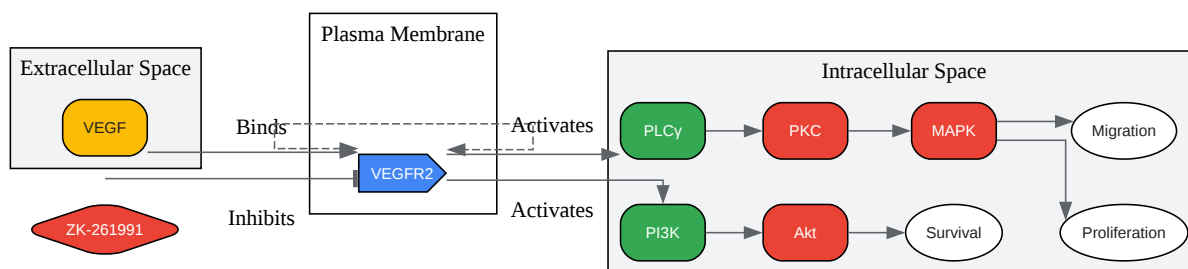 Plasma Membrane
Extracellular Space
Intracellular Space
VEGF
Binds
Activates
PLCγ
PKC
MAPK
Migration
VEGFR2
ZK-261991
Inhibits
Activates
PI3K
Akt
Survival
Proliferation